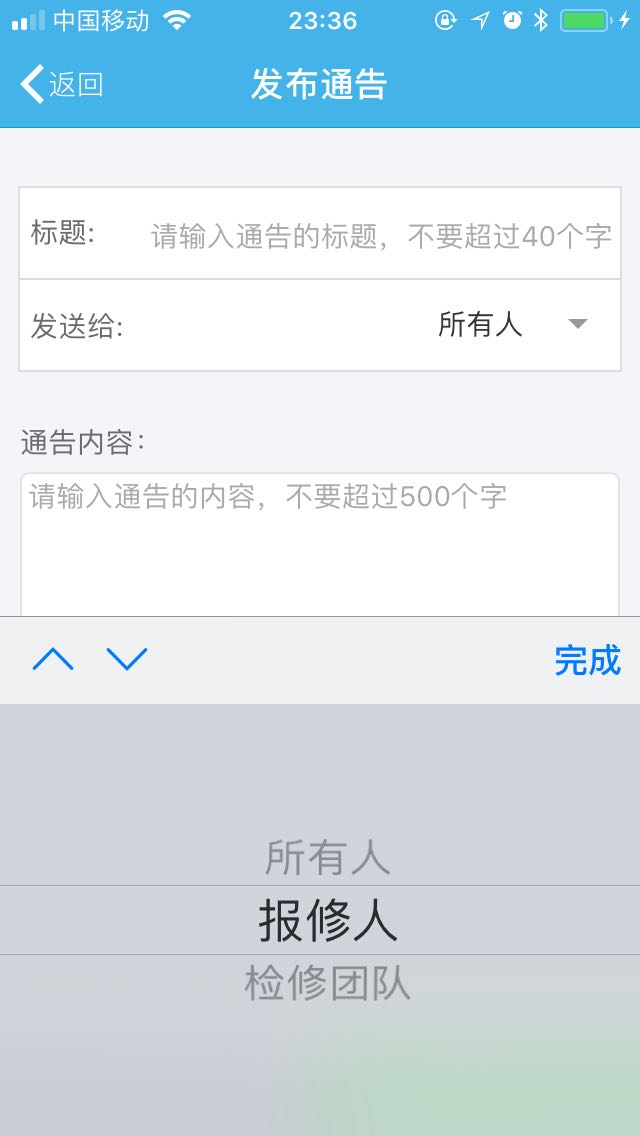 中国移动 23:36
返回 发布通告
标题: 请输入通告的标题，不要超过40个字
发送给: 所有人
通告内容：
请输入通告的内容，不要超过500个字
完成
所有人
报修人
检修团队